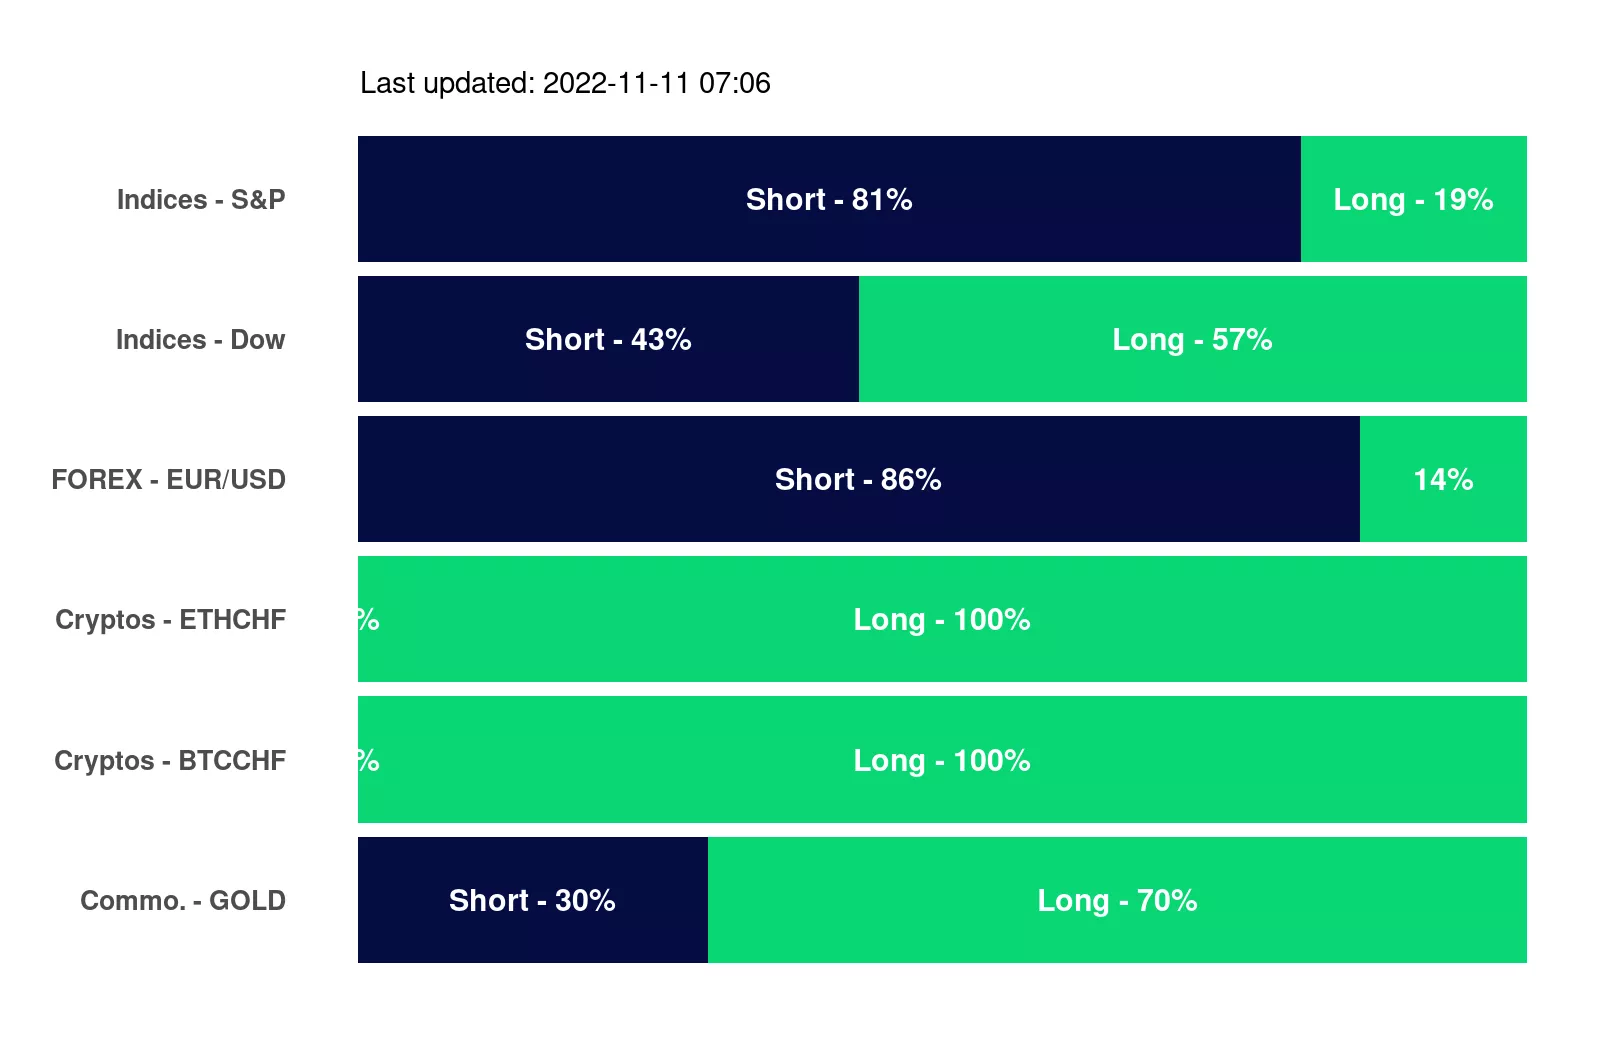 Last updated: 2022-11-11 07:06
Indices - S&P Short - 81% Long - 19%
Indices - Dow Short - 43% Long - 57%
FOREX - EUR/USD Short - 86% 14%
Cryptos - ETHCHF % Long - 100%
Cryptos - BTCCHF % Long - 100%
Commo. - GOLD Short - 30% Long - 70%